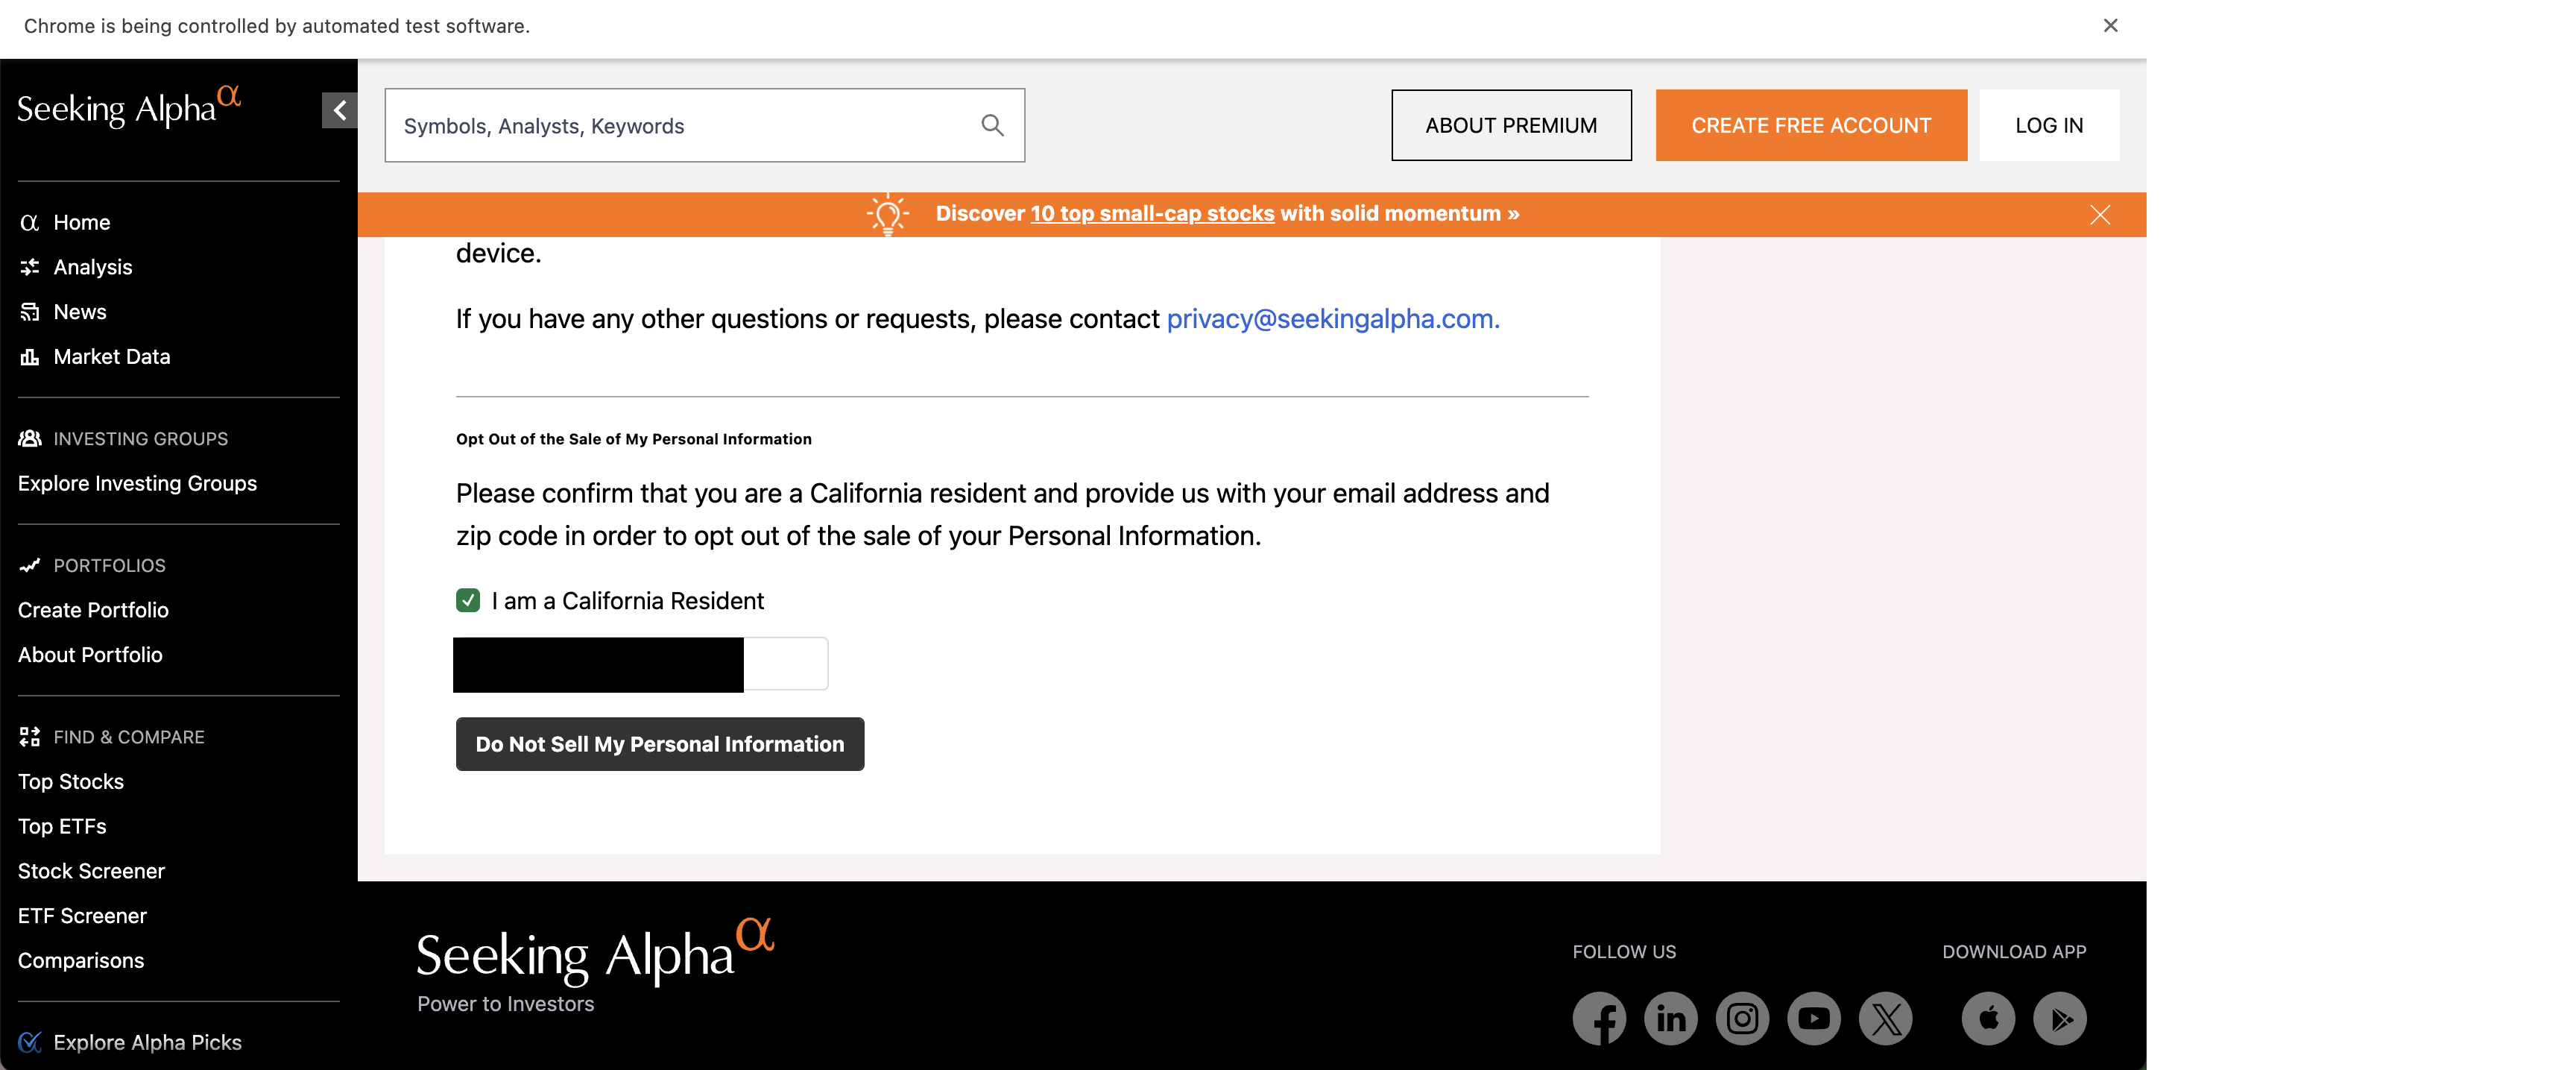 Chrome is being controlled by automated test software.
Seeking Alpha α
Symbols, Analysts, Keywords
ABOUT PREMIUM
CREATE FREE ACCOUNT
LOG IN
Discover 10 top small-cap stocks with solid momentum »
Home
Analysis
News
Market Data
INVESTING GROUPS
Explore Investing Groups
PORTFOLIOS
Create Portfolio
About Portfolio
FIND & COMPARE
Top Stocks
Top ETFs
Stock Screener
ETF Screener
Comparisons
Explore Alpha Picks
device.
If you have any other questions or requests, please contact privacy@seekingalpha.com.
Opt Out of the Sale of My Personal Information
Please confirm that you are a California resident and provide us with your email address and
zip code in order to opt out of the sale of your Personal Information.
I am a California Resident
Do Not Sell My Personal Information
Seeking Alpha α
Power to Investors
FOLLOW US
DOWNLOAD APP